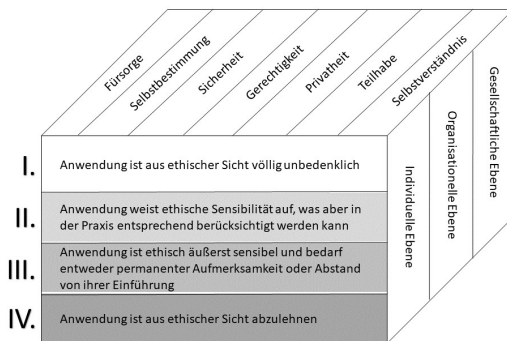 Fürsorge
Selbstbestimmung
Sicherheit
Gerechtigkeit
Privatheit
Teilhabe
Selbstverständnis
I. Anwendung ist aus ethischer Sicht völlig unbedenklich
II. Anwendung weist ethische Sensibilität auf, was aber in
der Praxis entsprechend berücksichtigt werden kann
III. Anwendung ist ethisch äußerst sensibel und bedarf
entweder permanenter Aufmerksamkeit oder Abstand
von ihrer Einführung
IV. Anwendung ist aus ethischer Sicht abzulehnen
Individuelle Ebene
Organisationelle Ebene
Gesellschaftliche Ebene